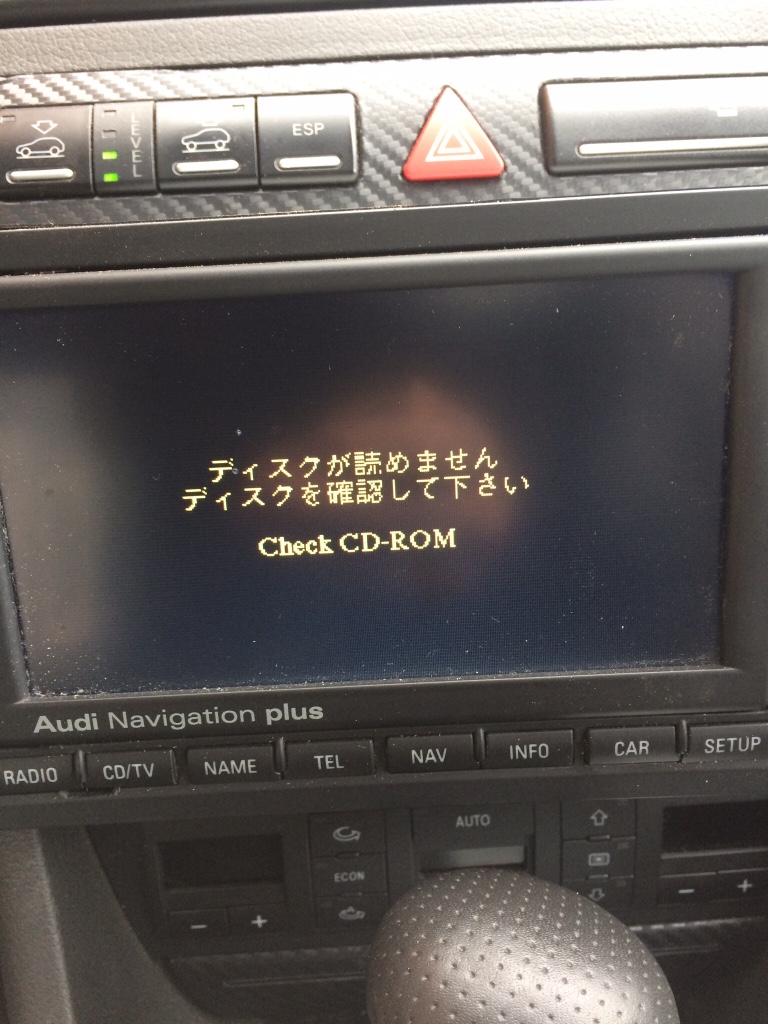 LEVEL
ESP
ディスクが読めません
ディスクを確認して下さい
Check CD-ROM
Audi Navigation plus
RADIO CD/TV NAME TEL NAV INFO CAR SETUP
AUTO
ECON
- +
- +